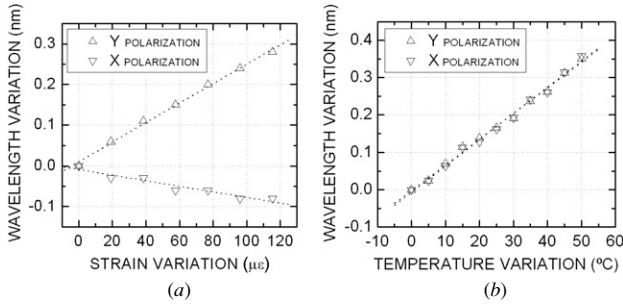 WAVELENGTH VARIATION (nm)
0.3
0.2
0.1
0.0
-0.1
Y POLARIZATION
X POLARIZATION
0 20 40 60 80 100 120
STRAIN VARIATION (με)
(a)
WAVELENGTH VARIATION (nm)
0.4
0.3
0.2
0.1
0.0
0.1
Y POLARIZATION
X POLARIZATION
-10 0 10 20 30 40 50 60
TEMPERATURE VARIATION (ºC)
(b)